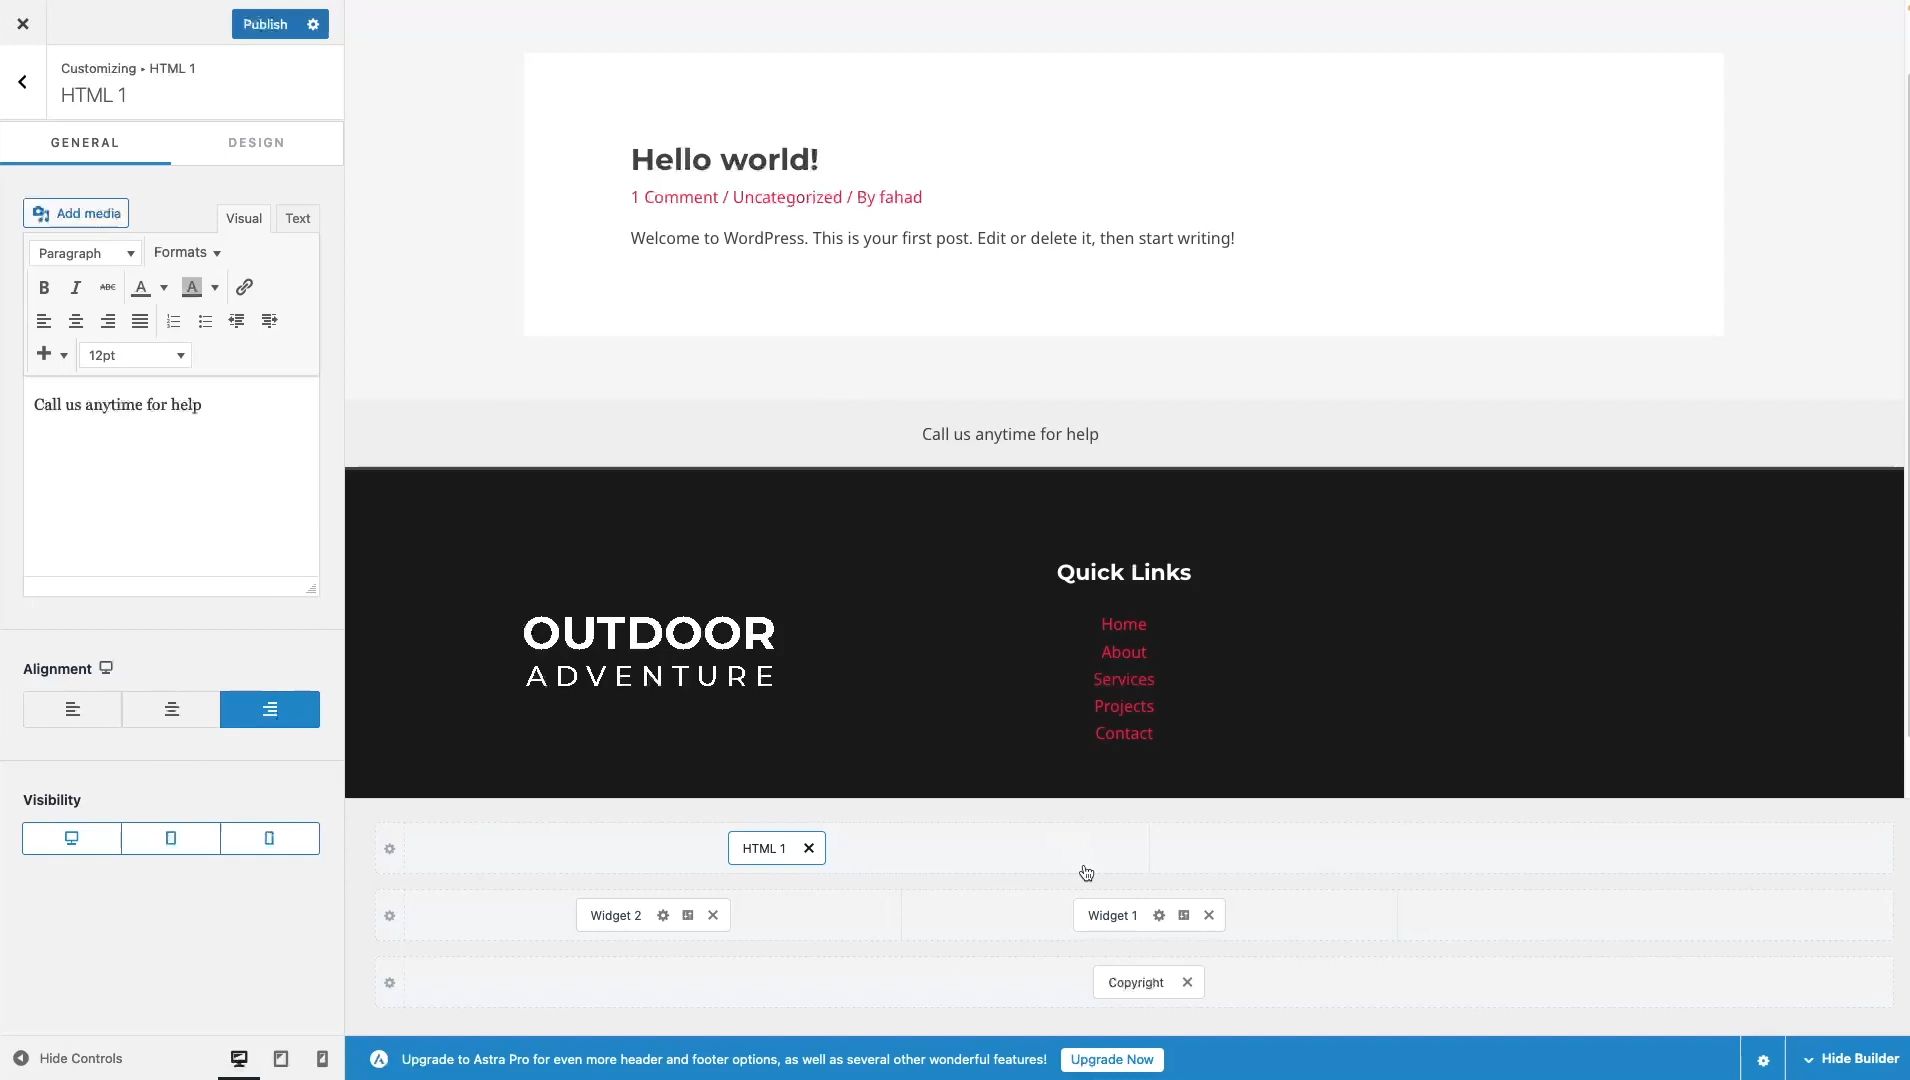 Publish
Customizing ▸ HTML 1
HTML 1
GENERAL
DESIGN
Add media
Visual
Text
Paragraph
Formats
B I ABC A A
12pt
Call us anytime for help
Alignment
Visibility
Hide Controls
Hello world!
1 Comment / Uncategorized / By fahad
Welcome to WordPress. This is your first post. Edit or delete it, then start writing!
Call us anytime for help
OUTDOOR
ADVENTURE
Quick Links
Home
About
Services
Projects
Contact
HTML 1
Widget 2
Widget 1
Copyright
Upgrade to Astra Pro for even more header and footer options, as well as several other wonderful features!
Upgrade Now
Hide Builder